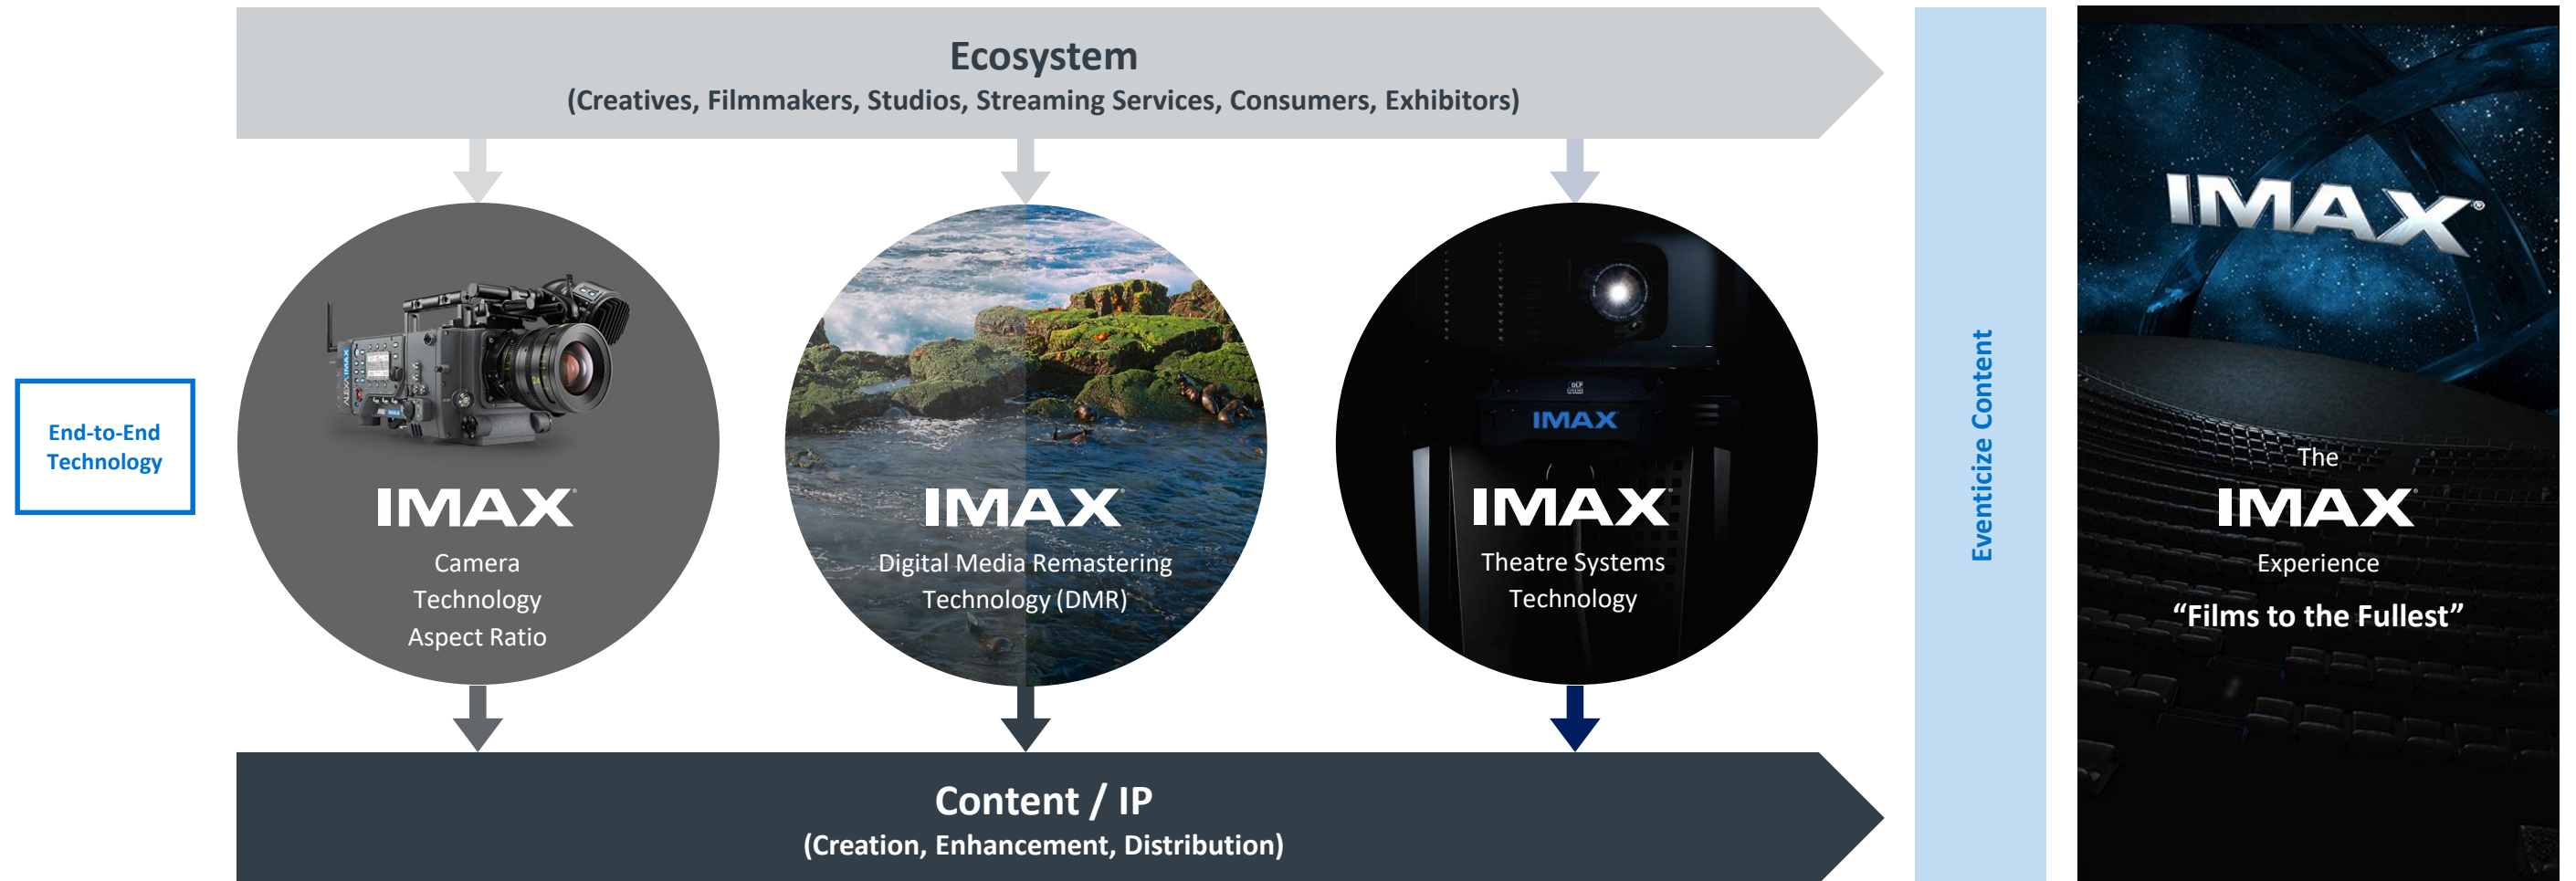 Ecosystem
(Creatives, Filmmakers, Studios, Streaming Services, Consumers, Exhibitors)
End-to-End
Technology
ALEXA IMAX
IMAX
Camera
Technology
Aspect Ratio
IMAX
Digital Media Remastering
Technology (DMR)
IMAX
IMAX
Theatre Systems
Technology
Content / IP
(Creation, Enhancement, Distribution)
Eventicize Content
IMAX®
The
IMAX
Experience
“Films to the Fullest”